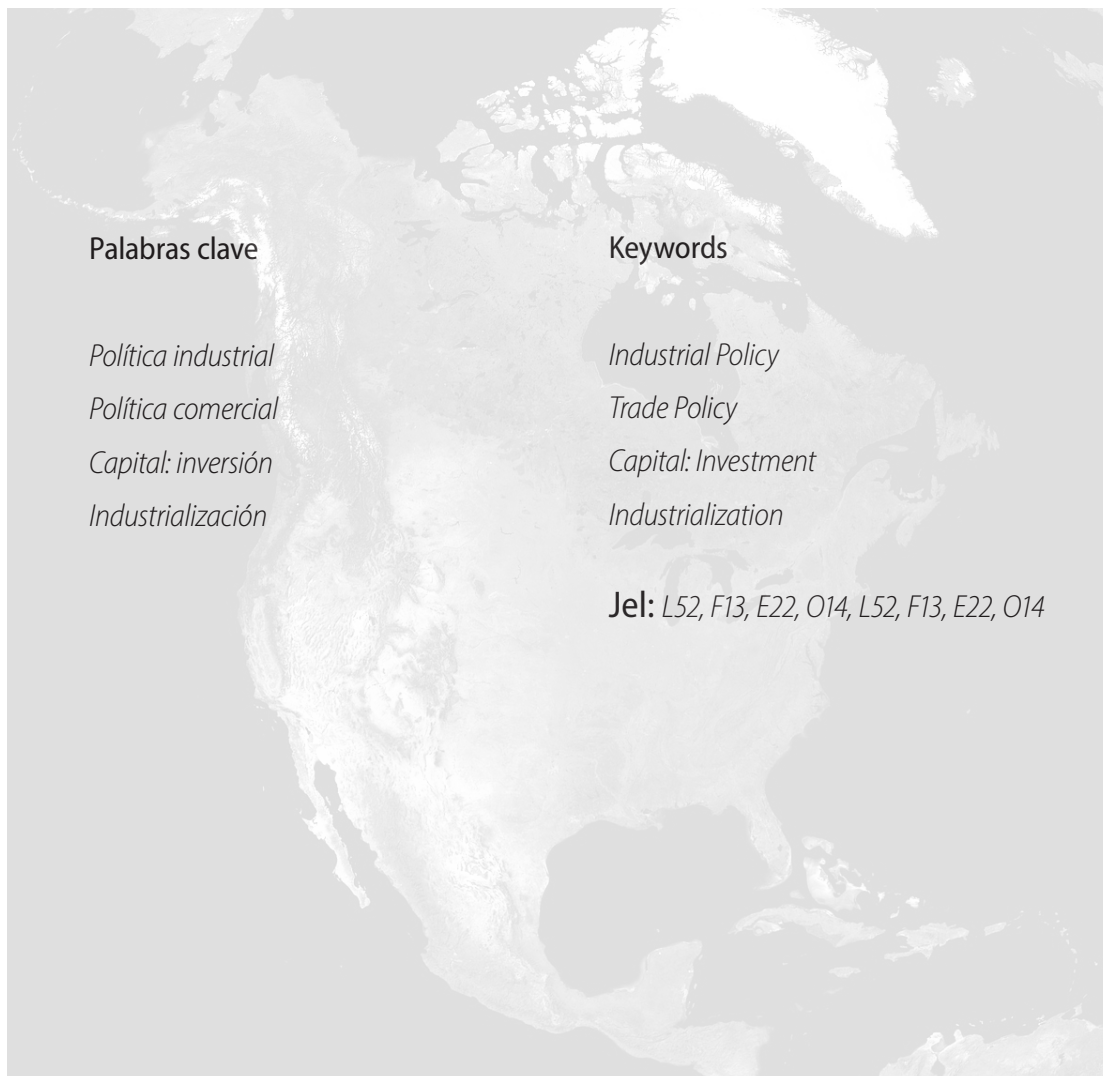 Palabras clave
Política industrial
Política comercial
Capital: inversión
Industrialización
Keywords
Industrial Policy
Trade Policy
Capital: Investment
Industrialization
Jel: L52, F13, E22, O14, L52, F13, E22, O14